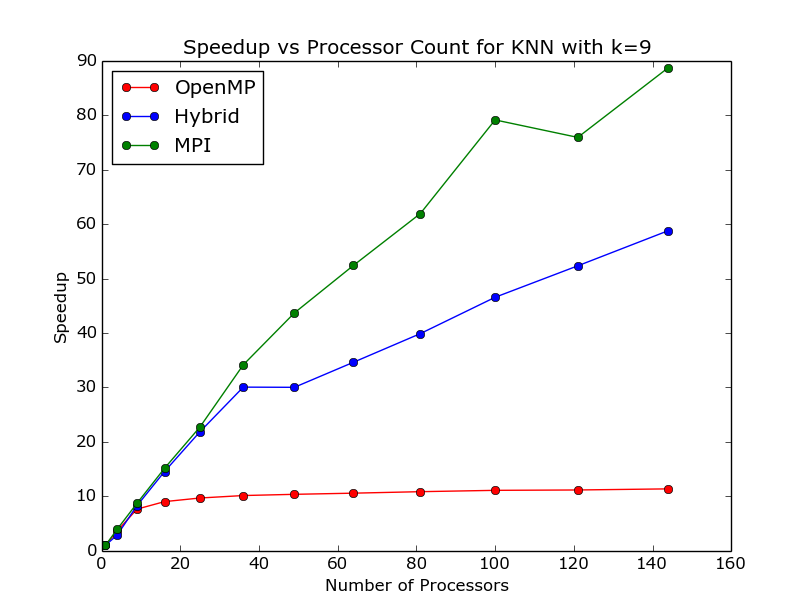 Speedup vs Processor Count for KNN with k=9
OpenMP
Hybrid
MPI
90
80
70
60
50
40
30
20
10
0
Speedup
0 20 40 60 80 100 120 140 160
Number of Processors